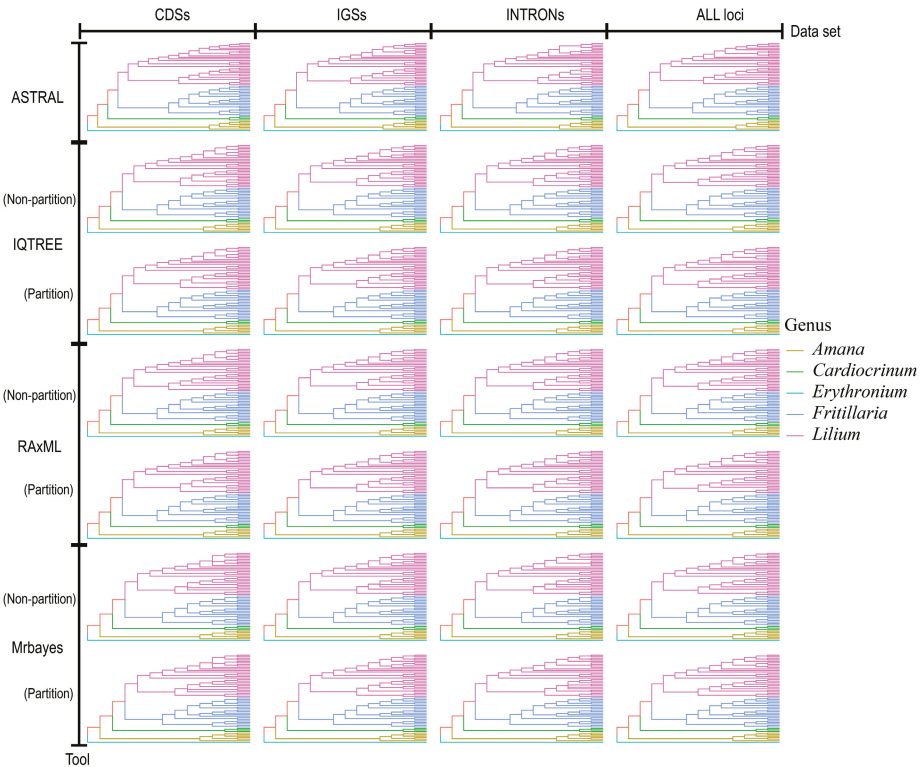 CDSs IGSs INTRONs ALL loci
Data set
ASTRAL
(Non-partition)
IQTREE
(Partition)
(Non-partition)
RAxML
(Partition)
(Non-partition)
Mrbayes
(Partition)
Tool
Genus
Amana
Cardiocrinum
Erythronium
Fritillaria
Lilium